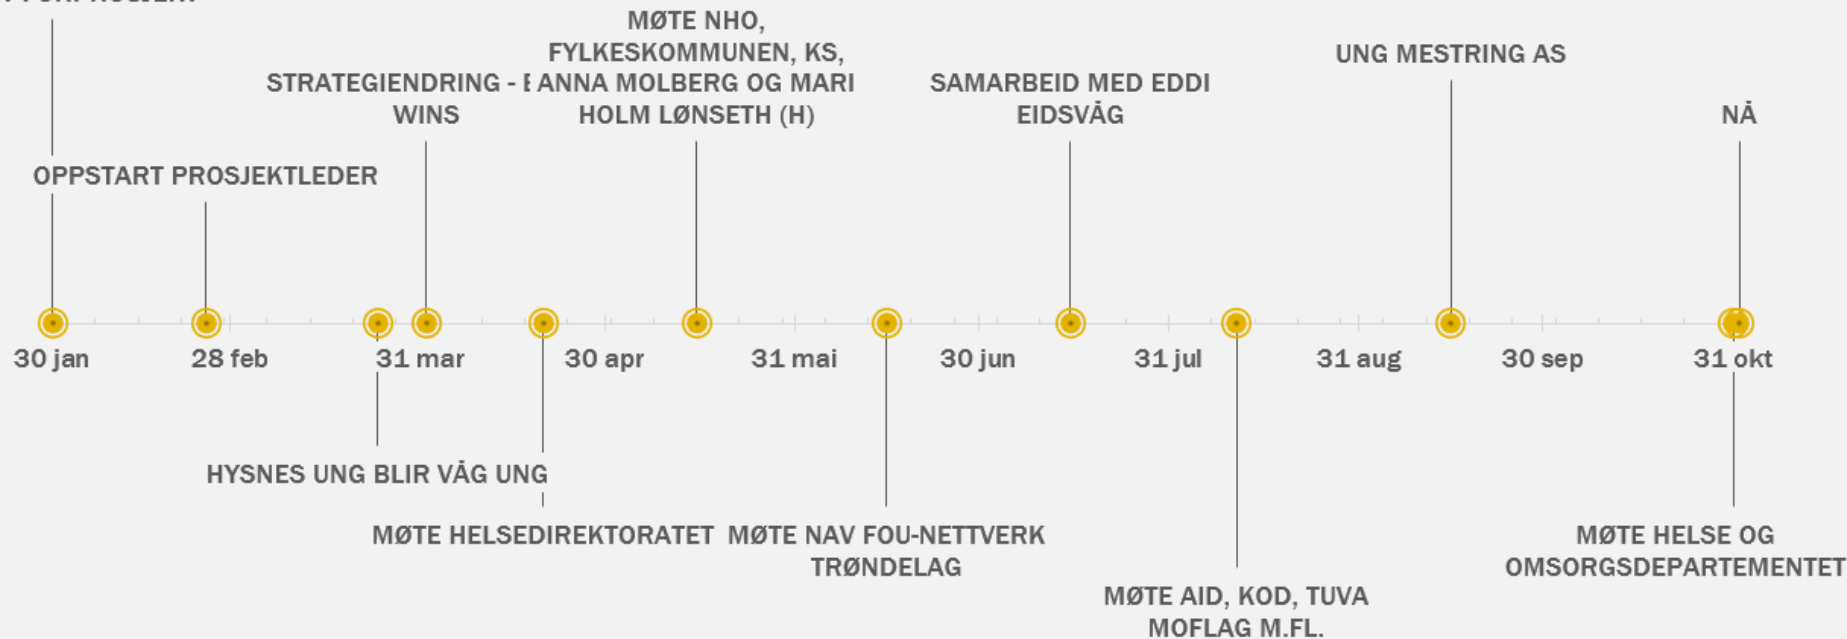 MØTE NHO,
FYLKESKOMMUNEN, KS,
ANNA MOLBERG OG MARI
HOLM LØNSETH (H)
STRATEGIENDRING -
WINS
SAMARBEID MED EDDI
EIDSVÅG
UNG MESTRING AS
NÅ
OPPSTART PROSJEKTLEDER
30 jan
28 feb
31 mar
30 apr
31 mai
30 jun
31 jul
31 aug
30 sep
31 okt
HYSNES UNG BLIR VÅG UNG
MØTE HELSEDIREKTORATET
MØTE NAV FOU-NETTVERK
TRØNDELAG
MØTE AID, KOD, TUVA
MOFLAG M.FL.
MØTE HELSE OG
OMSORGSDEPARTEMENTET